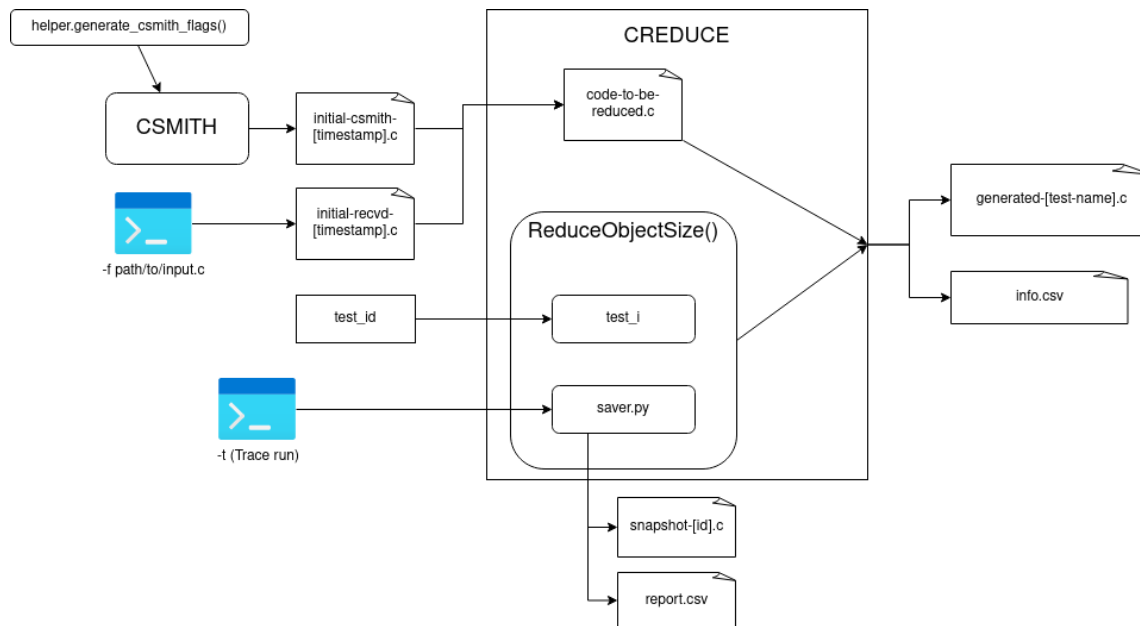 helper.generate_csmith_flags()
CREDUCE
CSMITH
initial-csmith-
[timestamp].c
code-to-be-
reduced.c
initial-recvd-
[timestamp].c
-f path/to/input.c
ReduceObjectSize()
generated-[test-name].c
info.csv
test_id
test_i
saver.py
-t (Trace run)
snapshot-[id].c
report.csv